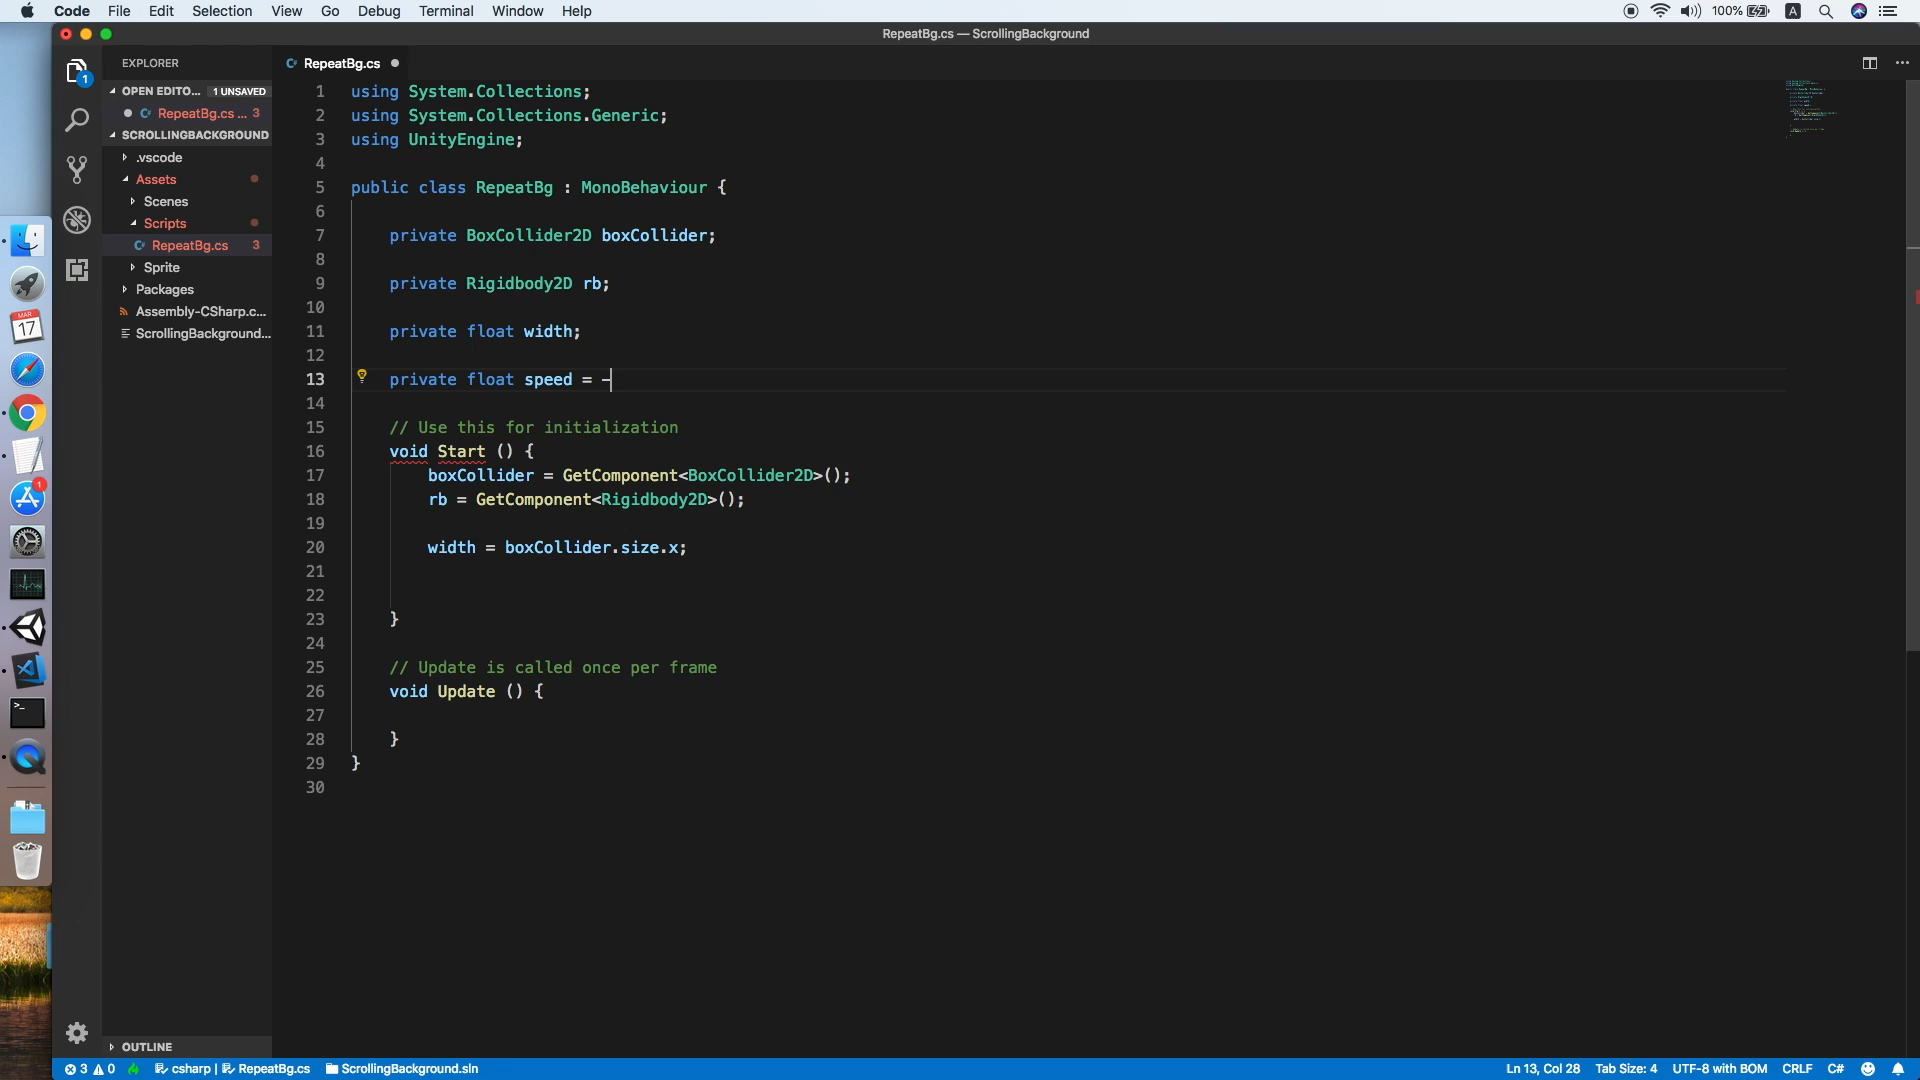 Code File Edit Selection View Go Debug Terminal Window Help 100% A
RepeatBg.cs — ScrollingBackground
EXPLORER
RepeatBg.cs
OPEN EDITO... 1 UNSAVED
RepeatBg.cs ... 3
SCROLLINGBACKGROUND
.vscode
Assets
Scenes
Scripts
RepeatBg.cs 3
Sprite
Packages
Assembly-CSharp.c...
ScrollingBackground...
OUTLINE
1
MAR
17
1
1 using System.Collections;
2 using System.Collections.Generic;
3 using UnityEngine;
4
5 public class RepeatBg : MonoBehaviour {
6
7 private BoxCollider2D boxCollider;
8
9 private Rigidbody2D rb;
10
11 private float width;
12
13 private float speed = -
14
15 // Use this for initialization
16 void Start () {
17 boxCollider = GetComponent<BoxCollider2D>();
18 rb = GetComponent<Rigidbody2D>();
19
20 width = boxCollider.size.x;
21
22
23 }
24
25 // Update is called once per frame
26 void Update () {
27
28 }
29 }
30
3 0 csharp | RepeatBg.cs ScrollingBackground.sln Ln 13, Col 28 Tab Size: 4 UTF-8 with BOM CRLF C#